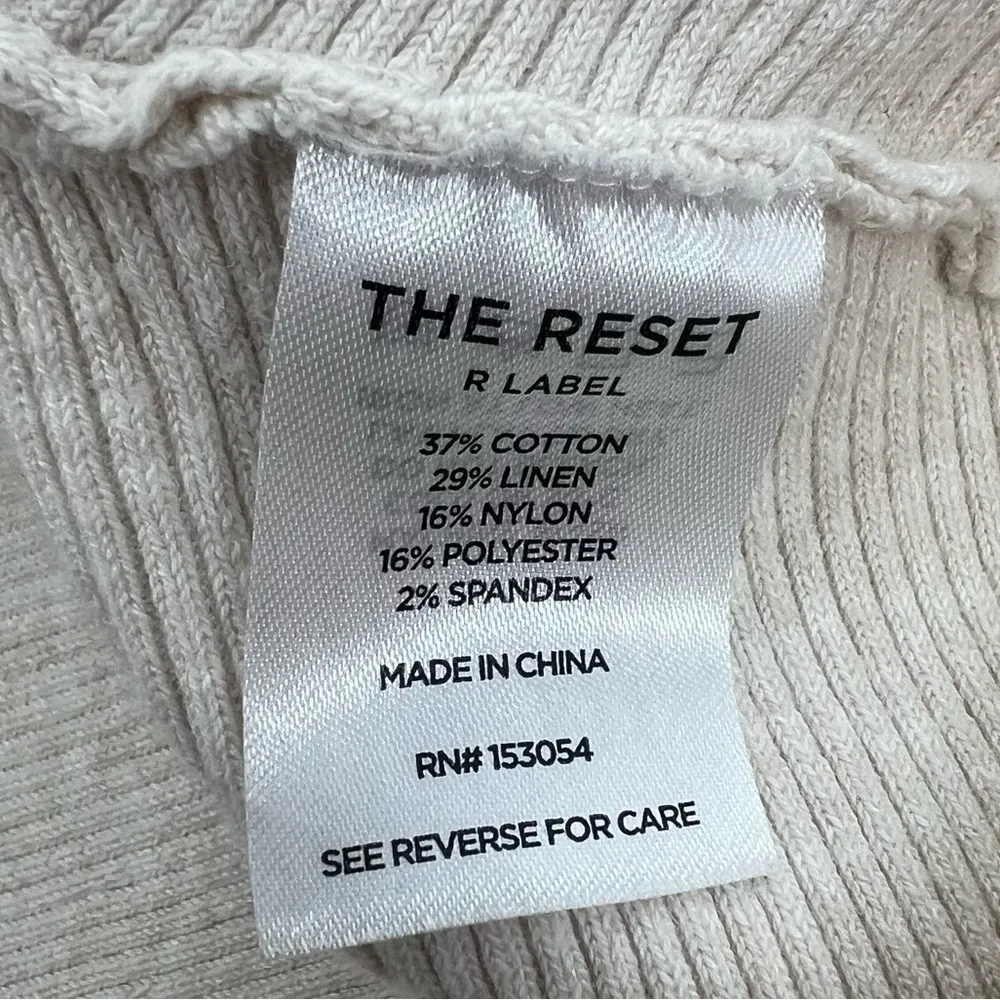 THE RESET
R LABEL
37% COTTON
29% LINEN
16% NYLON
16% POLYESTER
2% SPANDEX
MADE IN CHINA
RN# 153054
SEE REVERSE FOR CARE